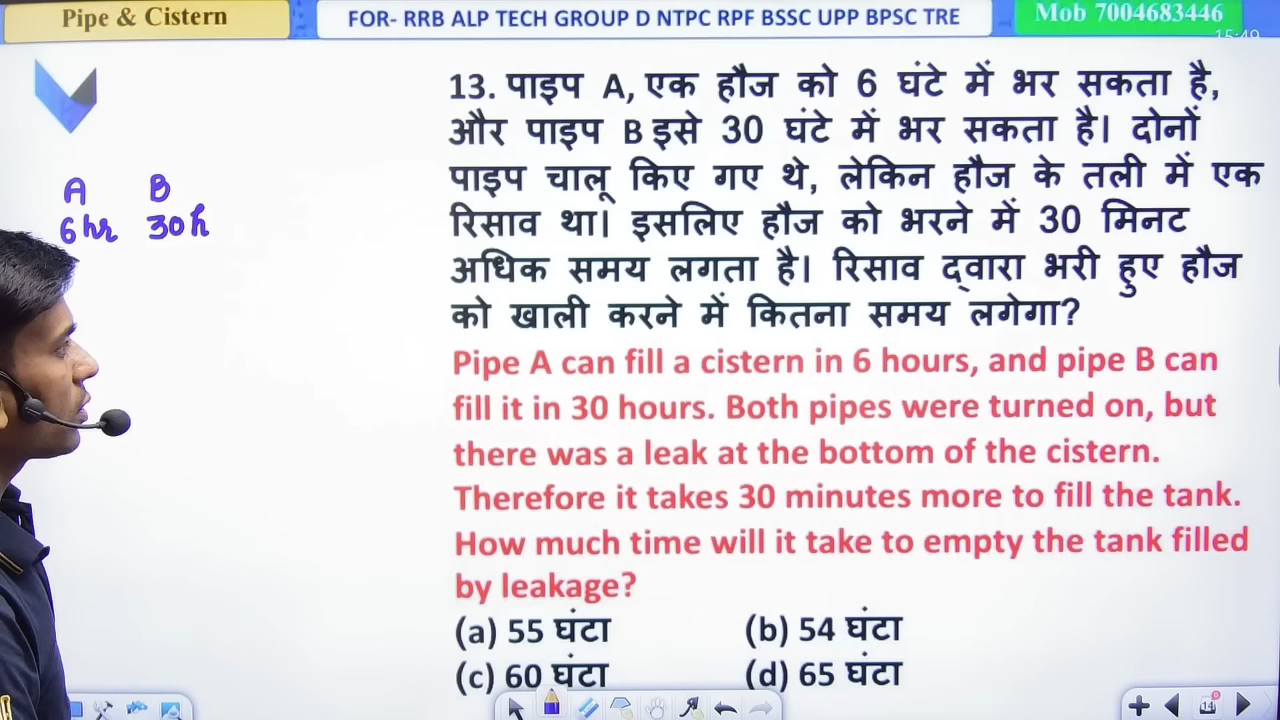 Pipe & Cistern
FOR- RRB ALP TECH GROUP D NTPC RPF BSSC UPP BPSC TRE
Mob 7004683446
15:49
A B
6hr 30h
13. पाइप A, एक हौज को 6 घंटे में भर सकता है,
और पाइप B इसे 30 घंटे में भर सकता है। दोनों
पाइप चालू किए गए थे, लेकिन हौज के तली में एक
रिसाव था। इसलिए हौज को भरने में 30 मिनट
अधिक समय लगता है। रिसाव द्वारा भरी हुए हौज
को खाली करने में कितना समय लगेगा?
Pipe A can fill a cistern in 6 hours, and pipe B can
fill it in 30 hours. Both pipes were turned on, but
there was a leak at the bottom of the cistern.
Therefore it takes 30 minutes more to fill the tank.
How much time will it take to empty the tank filled
by leakage?
(a) 55 घंटा (b) 54 घंटा
(c) 60 घंटा (d) 65 घंटा
14